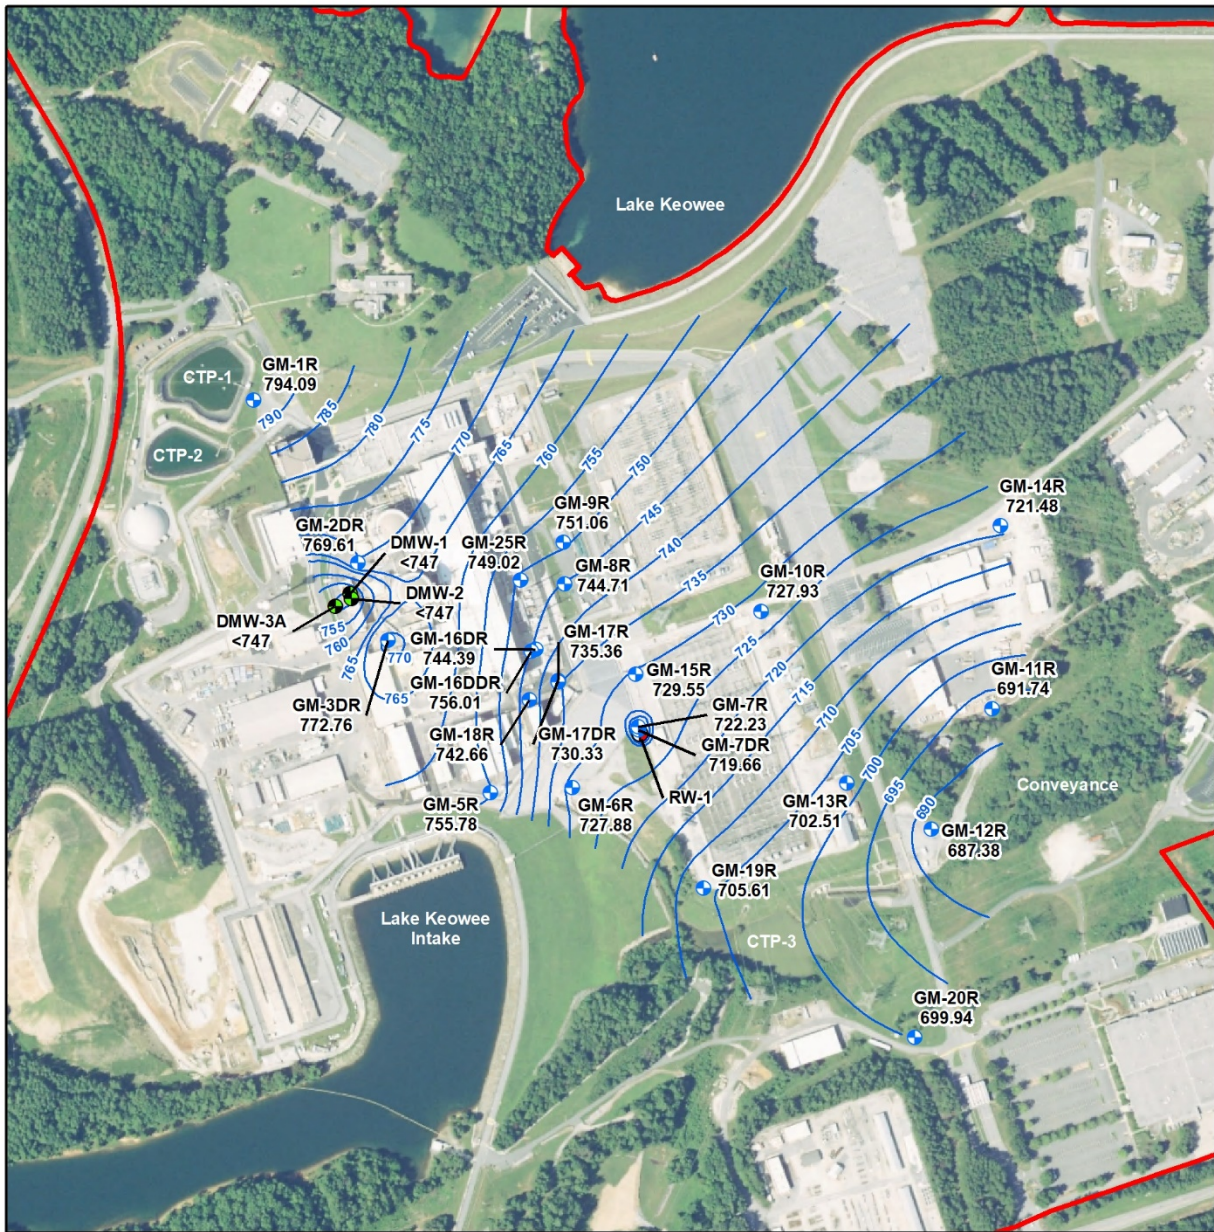 Lake Keowee
GM-1R
794.09
CTP-1
CTP-2
790
785
780
775
770
765
760
755
750
745
740
735
730
725
720
715
710
705
700
695
690
GM-2DR
769.61
DMW-1
<747
GM-25R
749.02
GM-9R
751.06
GM-8R
744.71
GM-14R
721.48
GM-10R
727.93
DMW-2
<747
DMW-3A
<747
755
760
765
770
765
GM-16DR
744.39
GM-17R
735.36
GM-16DDR
756.01
GM-15R
729.55
GM-11R
691.74
GM-3DR
772.76
GM-18R
742.66
GM-17DR
730.33
GM-7R
722.23
GM-7DR
719.66
RW-1
GM-5R
755.78
GM-6R
727.88
GM-13R
702.51
Conveyance
GM-12R
687.38
GM-19R
705.61
Lake Keowee
Intake
CTP-3
GM-20R
699.94